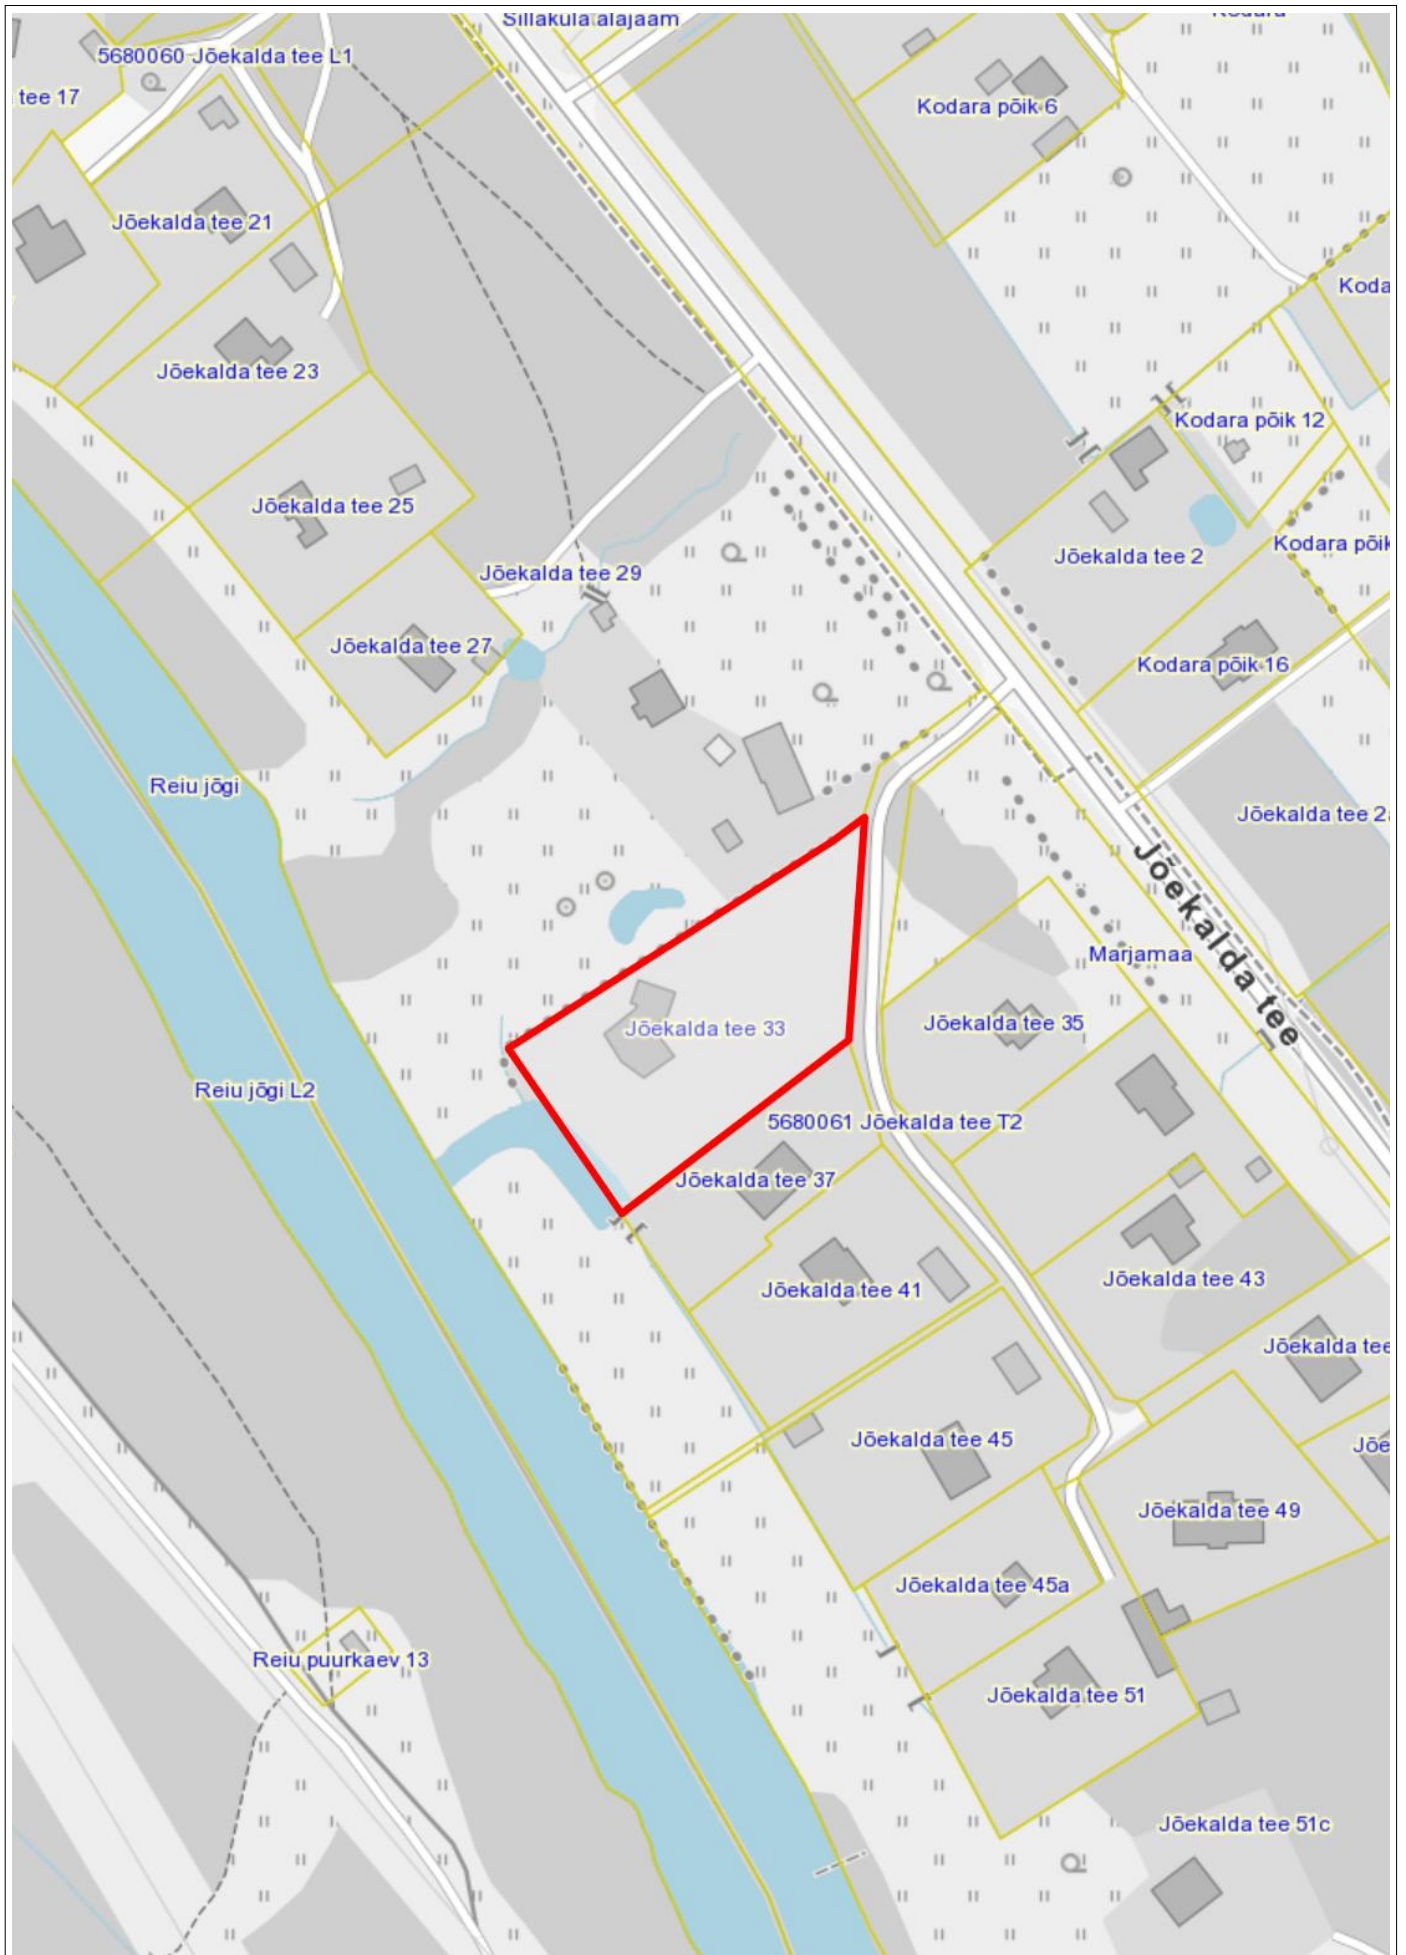 Sillaküla alajaam
Kodara
5680060 Jõekalda tee L1
tee 17
Kodara põik 6
Jõekalda tee 21
Koda
Jõekalda tee 23
Kodara põik 12
Jõekalda tee 25
Kodara põik
Jõekalda tee 2
Jõekalda tee 29
Jõekalda tee 27
Kodara põik 16
Reiu jõgi
Jõekalda tee 2
Jõekalda tee
Marjamaa
Jõekalda tee 33
Jõekalda tee 35
Reiu jõgi L2
5680061 Jõekalda tee T2
Jõekalda tee 37
Jõekalda tee 41
Jõekalda tee 43
Jõekalda tee
Jõekalda tee 45
Jõe
Jõekalda tee 49
Jõekalda tee 45a
Reiu puurkaev 13
Jõekalda tee 51
Jõekalda tee 51c